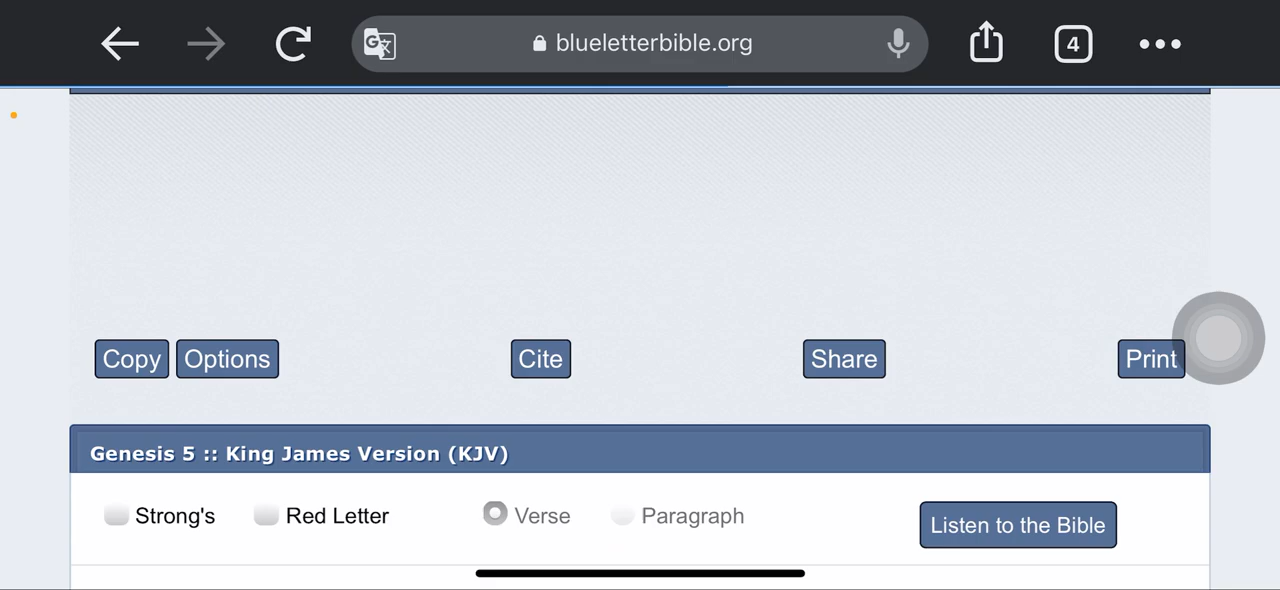 blueletterbible.org 4
Copy Options Cite Share Print
Genesis 5 :: King James Version (KJV)
Strong's Red Letter Verse Paragraph Listen to the Bible